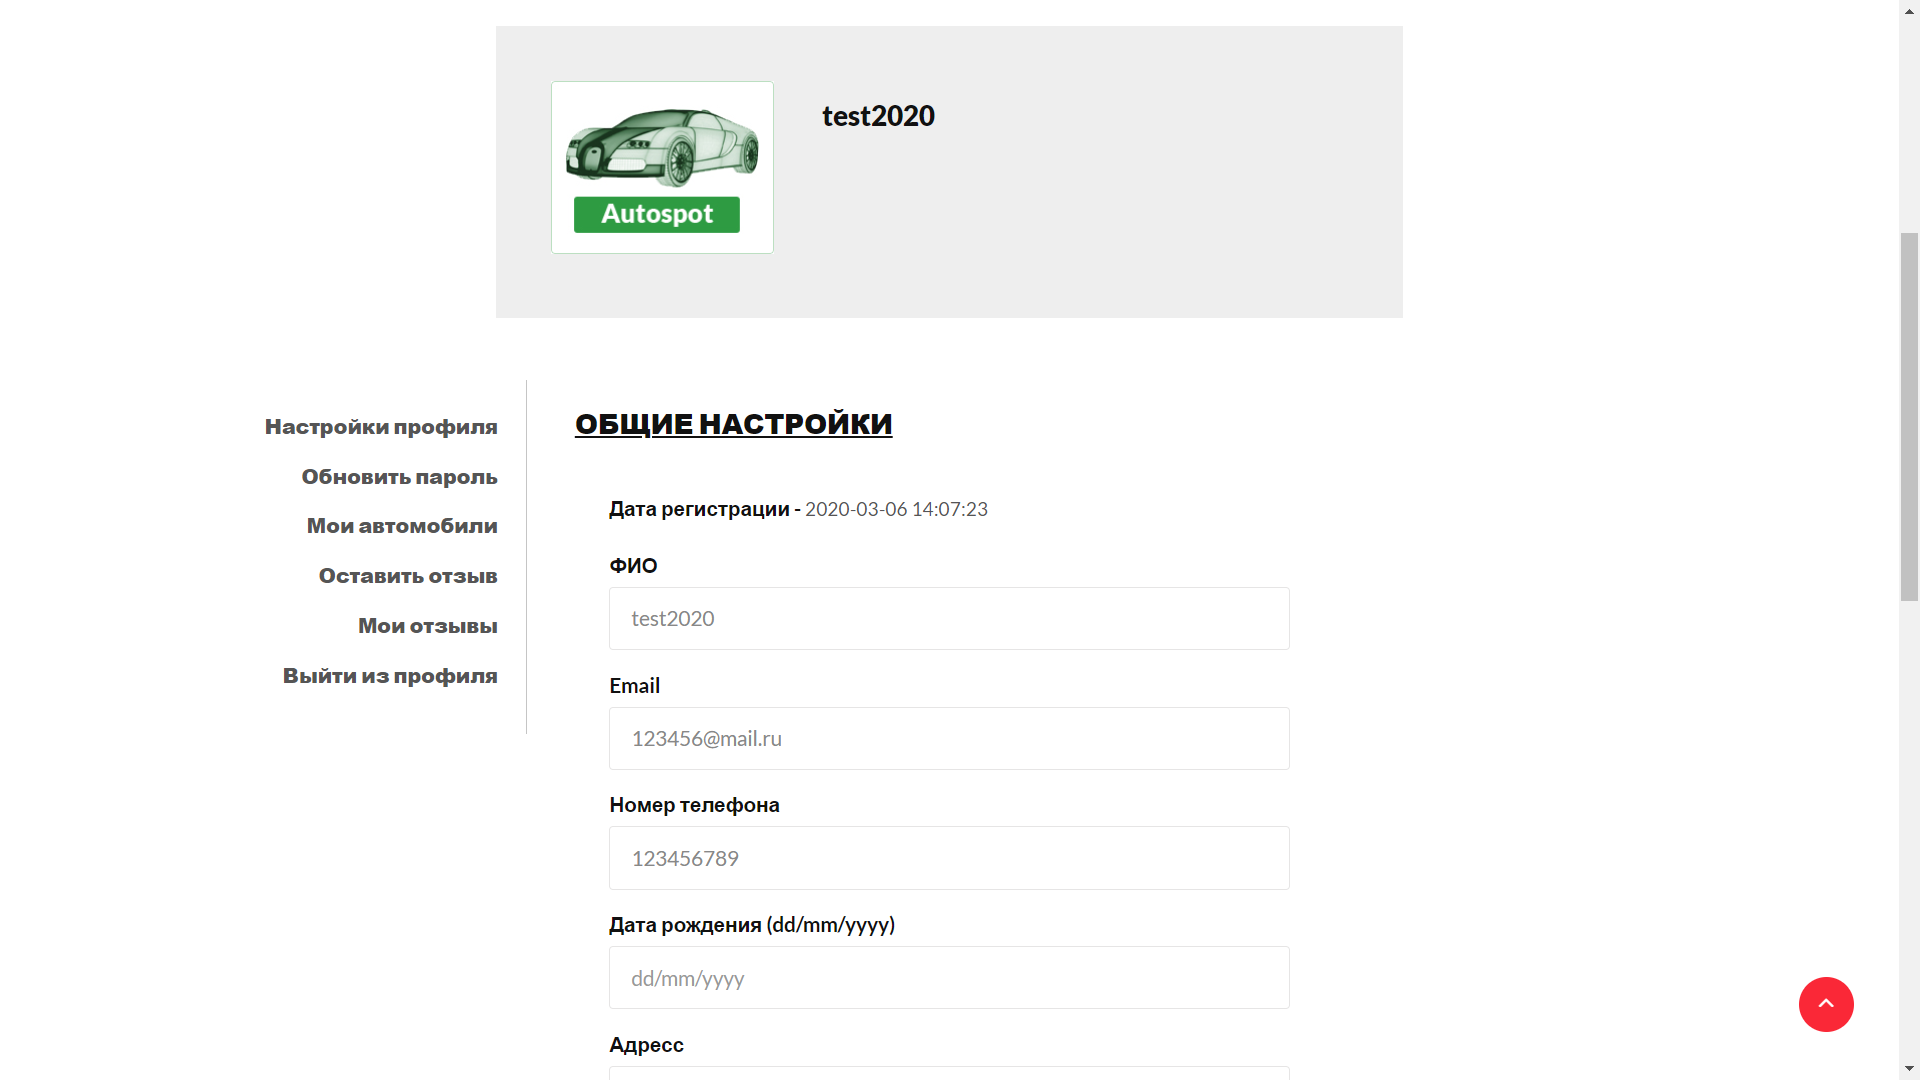 Autospot
test2020
Настройки профиля
Обновить пароль
Мои автомобили
Оставить отзыв
Мои отзывы
Выйти из профиля
ОБЩИЕ НАСТРОЙКИ
Дата регистрации - 2020-03-06 14:07:23
ФИО
test2020
Email
123456@mail.ru
Номер телефона
123456789
Дата рождения (dd/mm/yyyy)
dd/mm/yyyy
Адресс